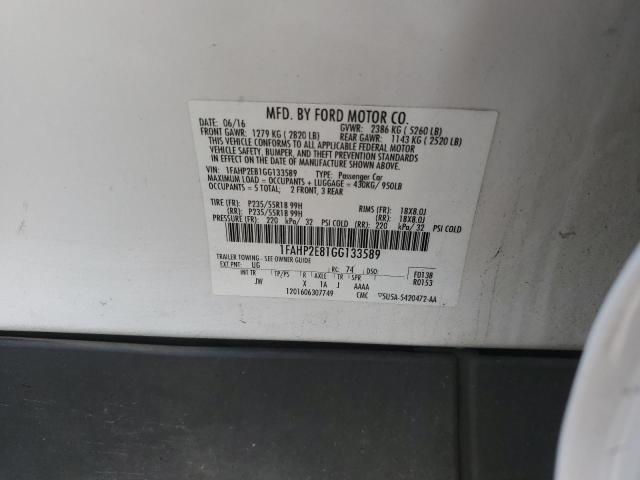 MFD. BY FORD MOTOR CO.
DATE: 06/16 GVWR: 2386 KG ( 5260 LB)
FRONT GAWR: 1279 KG ( 2820 LB) REAR GAWR: 1143 KG ( 2520 LB)
THIS VEHICLE CONFORMS TO ALL APPLICABLE FEDERAL MOTOR
VEHICLE SAFETY, BUMPER, AND THEFT PREVENTION STANDARDS
IN EFFECT ON THE DATE OF MANUFACTURE SHOWN ABOVE.
VIN: 1FAHP2E81GG133589 TYPE: Passenger Car
MAXIMUM LOAD = OCCUPANTS + LUGGAGE = 430KG/ 950LB
OCCUPANTS = 5 TOTAL, 2 FRONT, 3 REAR
TIRE (FR): P235/55R18 99H RIMS (FR): 18X8.0J
(RR): P235/55R18 99H (RR): 18X8.0J
PRESSURE (FR): 220 kPa/ 32 PSI COLD (RR): 220 kPa/ 32 PSI COLD
1FAHP2E81GG133589
TRAILER TOWING - SEE OWNER GUIDE
EXT PNT: UG RC: 74 DSO: F0138
INT TR TP/PS R AXLE TR SPR R0153
JW X 1A J AAAA
1201606307749 CMC 5U5A-5420472-AA